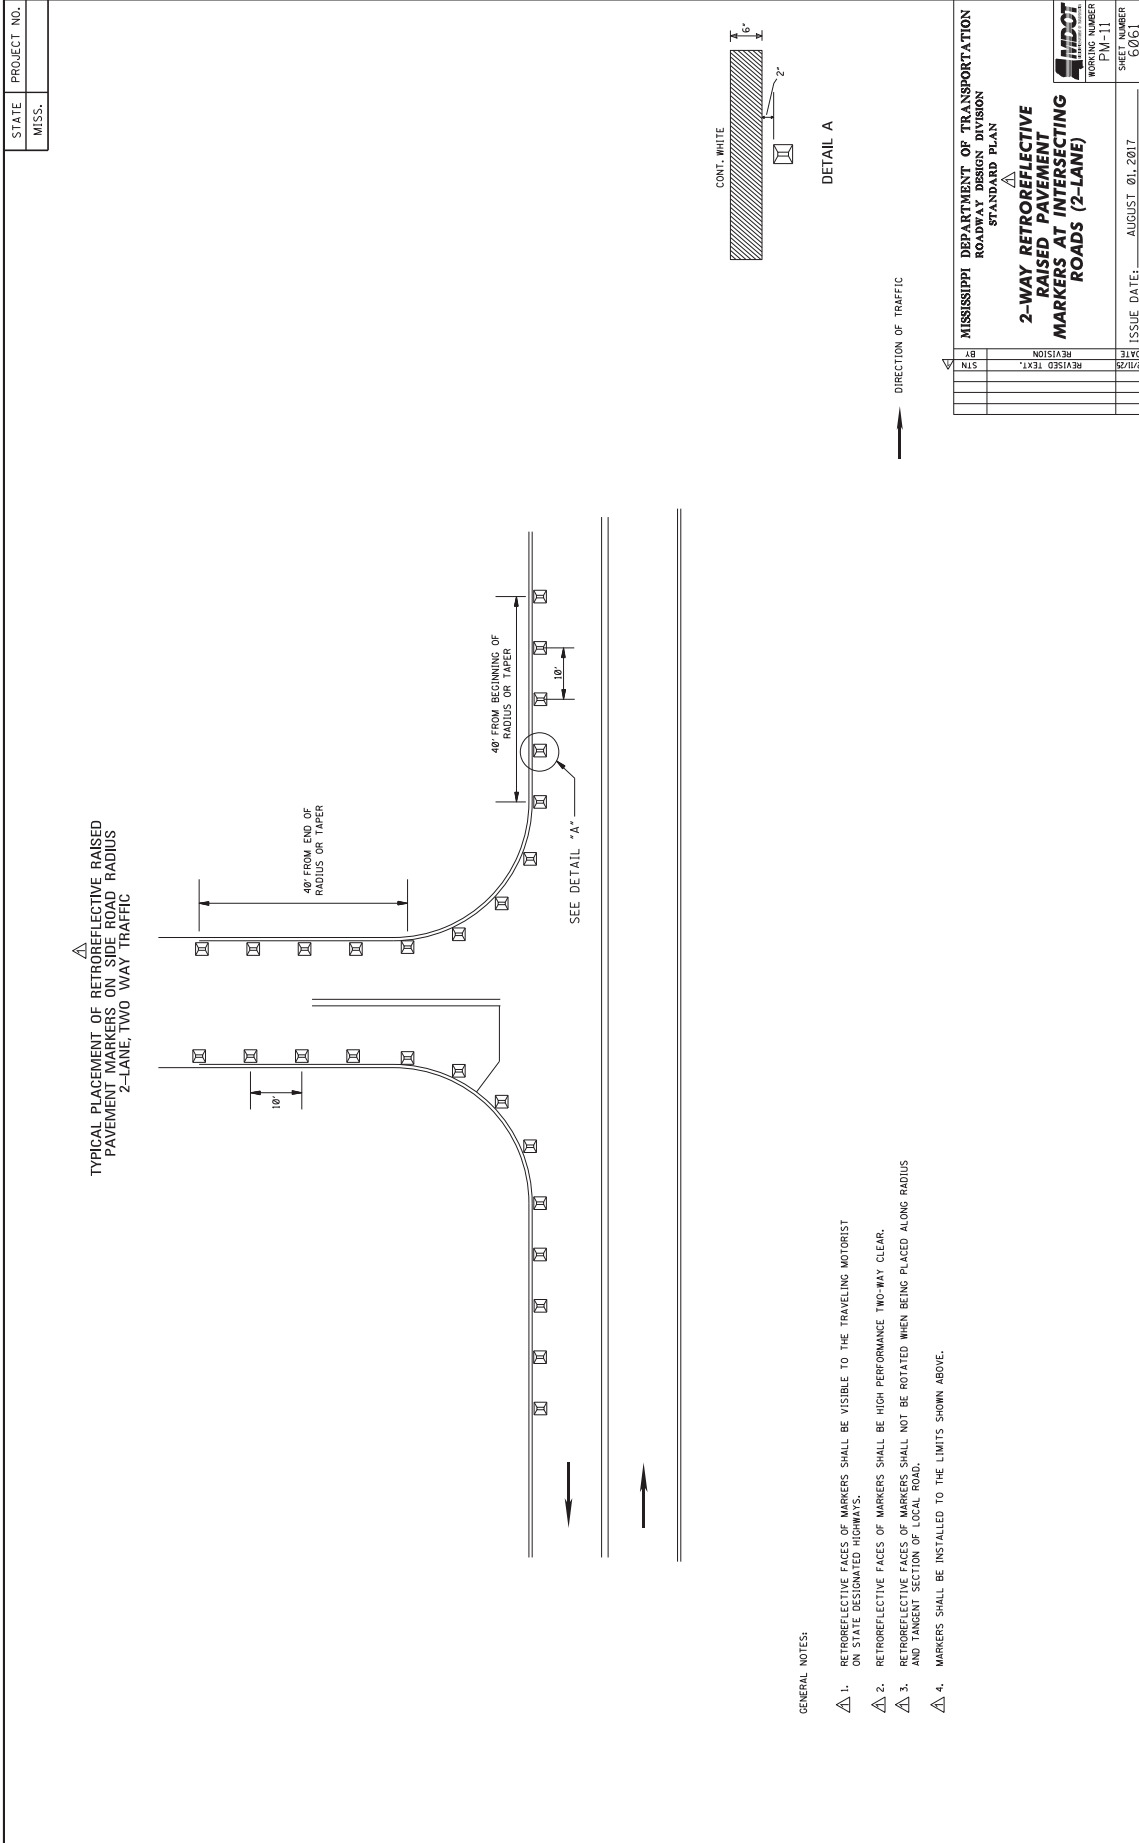 STATE PROJECT NO.
MISS.
TYPICAL PLACEMENT OF RETROREFLECTIVE RAISED
PAVEMENT MARKERS ON SIDE ROAD RADIUS
2-LANE, TWO WAY TRAFFIC
10'
40' FROM END OF
RADIUS OR TAPER
40' FROM BEGINNING OF
RADIUS OR TAPER
10'
SEE DETAIL "A"
CONT. WHITE
6"
2"
DETAIL A
DIRECTION OF TRAFFIC
GENERAL NOTES:
1. RETROREFLECTIVE FACES OF MARKERS SHALL BE VISIBLE TO THE TRAVELING MOTORIST
ON STATE DESIGNATED HIGHWAYS.
2. RETROREFLECTIVE FACES OF MARKERS SHALL BE HIGH PERFORMANCE TWO-WAY CLEAR.
3. RETROREFLECTIVE FACES OF MARKERS SHALL NOT BE ROTATED WHEN BEING PLACED ALONG RADIUS
AND TANGENT SECTION OF LOCAL ROAD.
4. MARKERS SHALL BE INSTALLED TO THE LIMITS SHOWN ABOVE.
BY
REVISION
DATE
STN
REVISED TEXT.
MISSISSIPPI DEPARTMENT OF TRANSPORTATION
ROADWAY DESIGN DIVISION
STANDARD PLAN
2-WAY RETROREFLECTIVE
RAISED PAVEMENT
MARKERS AT INTERSECTING
ROADS (2-LANE)
MDOT
WORKING NUMBER
PM-11
SHEET NUMBER
6061
ISSUE DATE: AUGUST 01, 2017